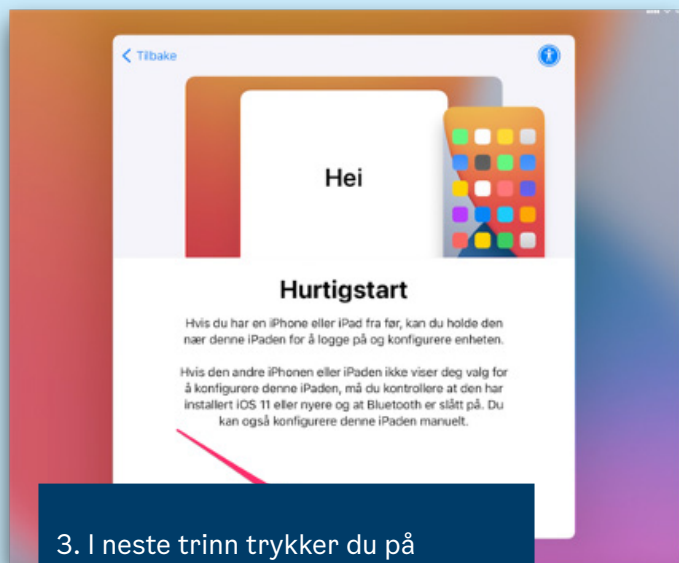 Tilbake
Hei
Hurtigstart
Hvis du har en iPhone eller iPad fra før, kan du holde den
nær denne iPaden for å logge på og konfigurere enheten.
Hvis den andre iPhonen eller iPaden ikke viser deg valg for
å konfigurere denne iPaden, må du kontrollere at den har
installert iOS 11 eller nyere og at Bluetooth er slått på. Du
kan også konfigurere denne iPaden manuelt.
3. I neste trinn trykker du på